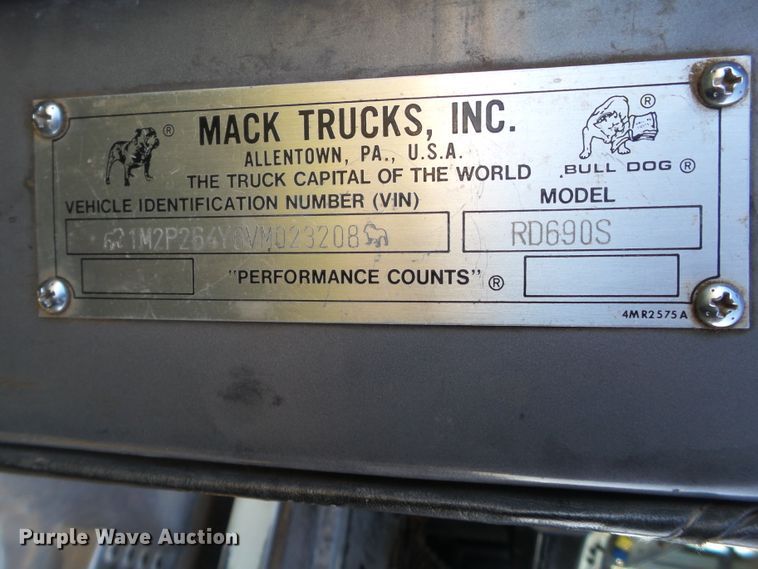 MACK TRUCKS, INC.
ALLENTOWN, PA., U.S.A.
THE TRUCK CAPITAL OF THE WORLD
®
®
BULL DOG ®
VEHICLE IDENTIFICATION NUMBER (VIN)
MODEL
1M2P264Y6VM023208
RD690S
"PERFORMANCE COUNTS" ®
4MR2575A
Purple Wave Auction